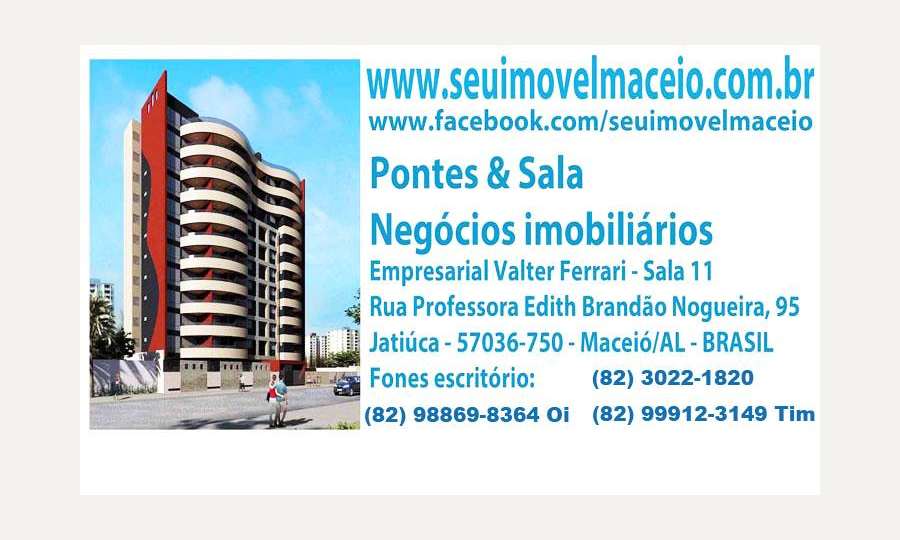 www.seuimovelmaceio.com.br
www.facebook.com/seuimovelmaceio
Pontes & Sala
Negócios imobiliários
Empresarial Valter Ferrari - Sala 11
Rua Professora Edith Brandão Nogueira, 95
Jatiúca - 57036-750 - Maceió/AL - BRASIL
Fones escritório: (82) 3022-1820
(82) 98869-8364 Oi (82) 99912-3149 Tim